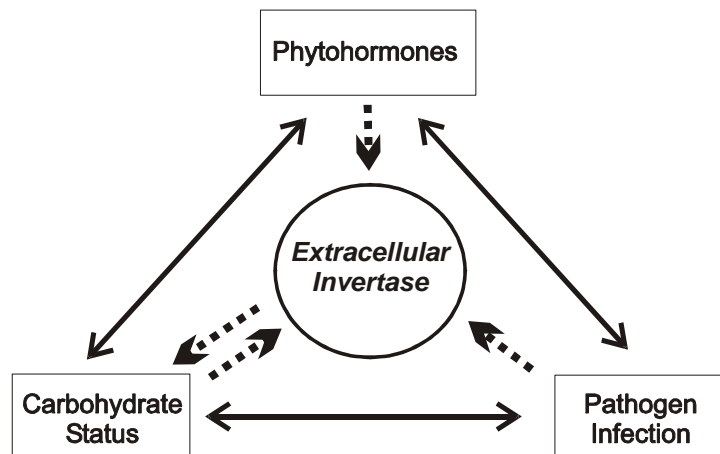 Phytohormones
Extracellular
Invertase
Carbohydrate
Status
Pathogen
Infection